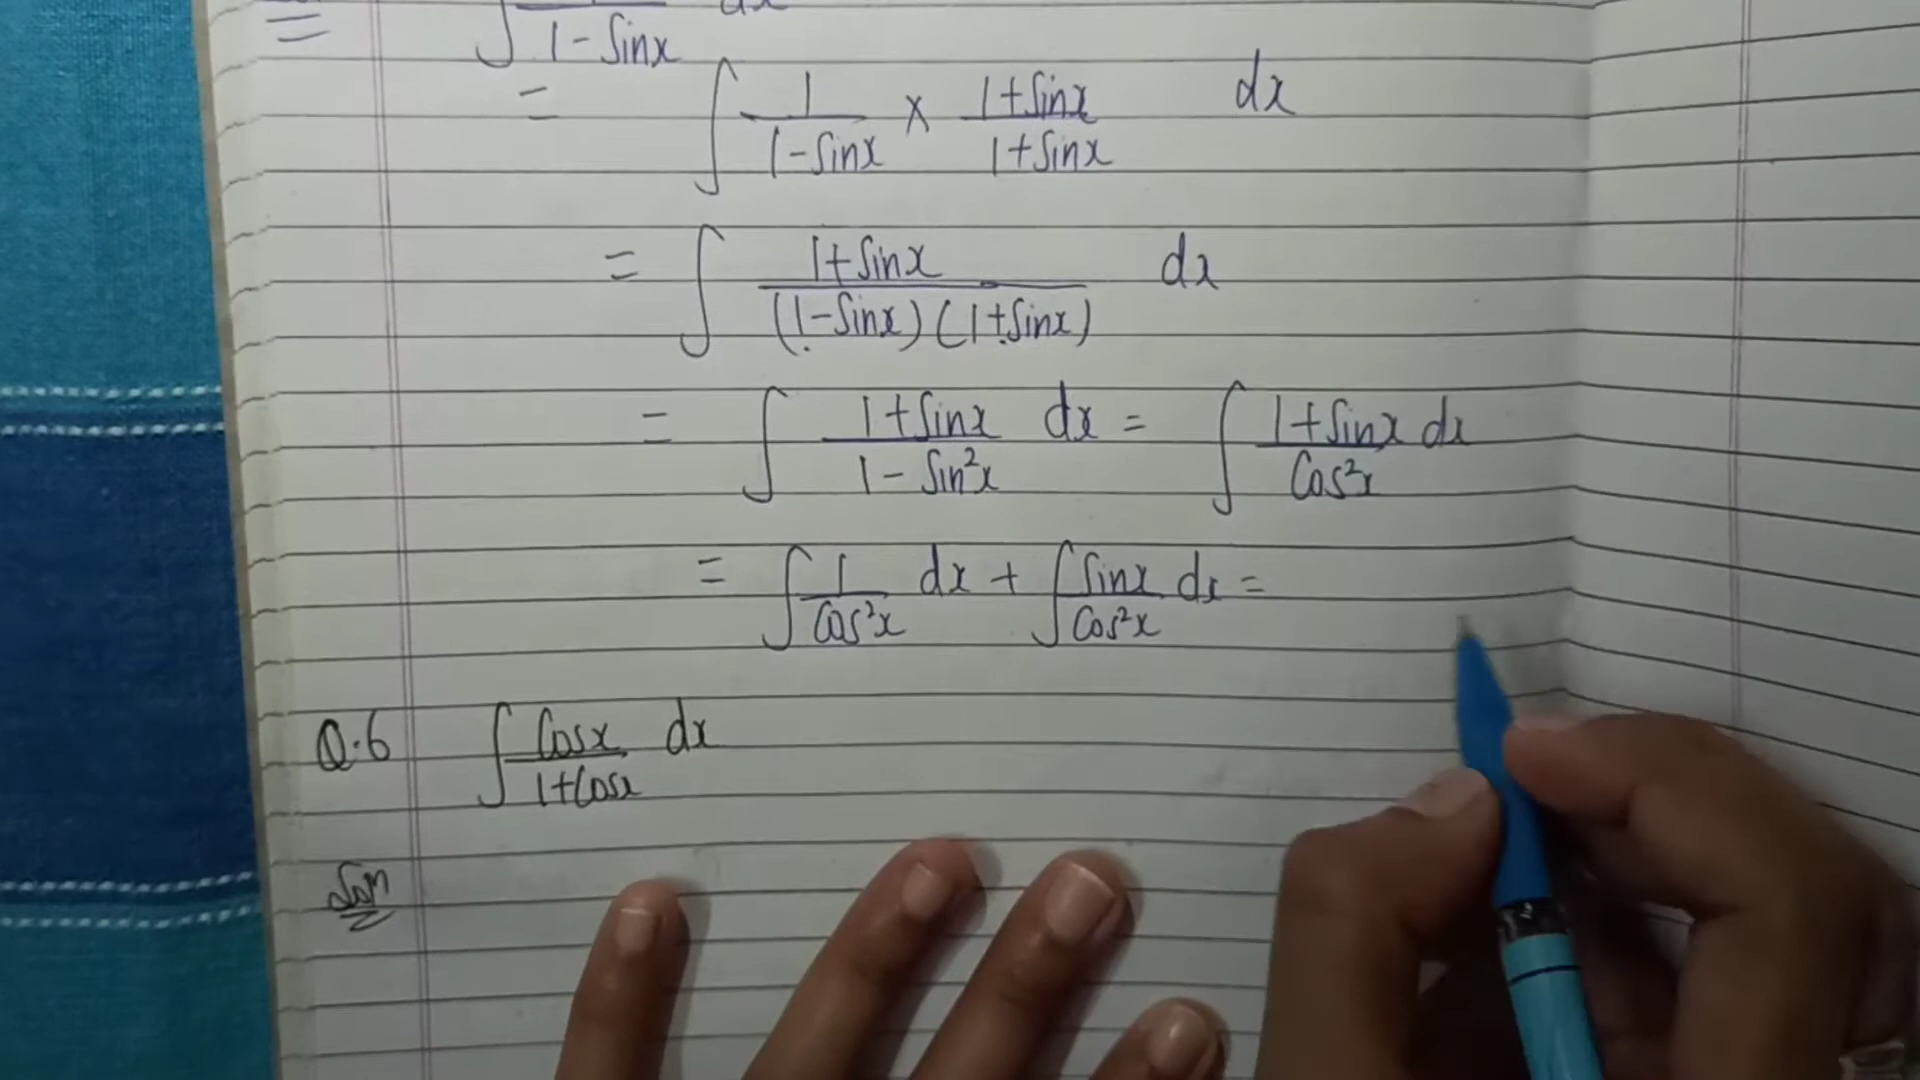 = ∫ 1 / 1 - Sinx dx
= ∫ 1 / 1 - Sinx × 1 + Sinx / 1 + Sinx dx
= ∫ 1 + Sinx / (1 - Sinx) (1 + Sinx) dx
= ∫ 1 + Sinx / 1 - Sin²x dx = ∫ 1 + Sinx / Cos²x dx
= ∫ 1 / Cos²x dx + ∫ Sinx / Cos²x dx =
Q.6 ∫ Cosx / 1 + Cosx dx
Soln